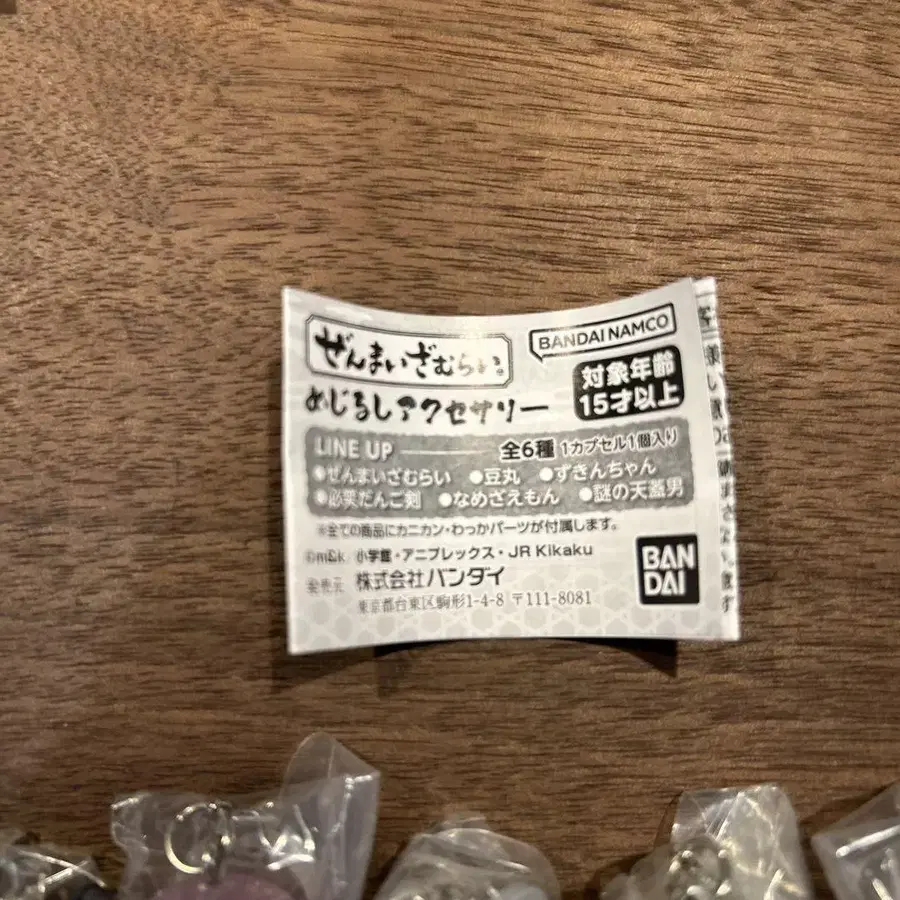 ぜんまいざむらい
BANDAI NAMCO
めじるしアクセサリー
対象年齢
15才以上
LINE UP 全6種 1カプセル1個入り
●ぜんまいざむらい ●豆丸 ●ずきんちゃん
●必笑だんご剣 ●なめざえもん ●謎の天蓋男
※全ての商品にカニカン・わっかパーツが付属します。
©m&k 小学館・アニプレックス・JR Kikaku
発売元 株式会社バンダイ
東京都台東区駒形1-4-8 〒111-8081
BAN
DAI